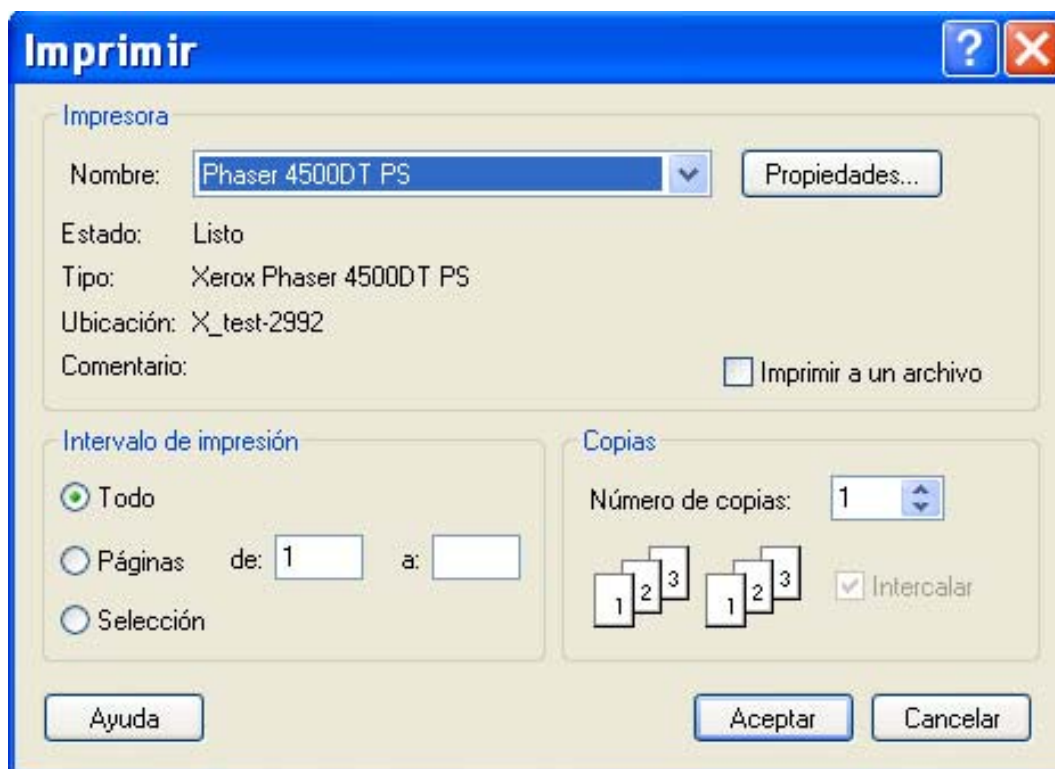 Imprimir
Impresora
Nombre: Phaser 4500DT PS Propiedades...
Estado: Listo
Tipo: Xerox Phaser 4500DT PS
Ubicación: X_test-2992
Comentario: Imprimir a un archivo
Intervalo de impresión
Todo
Páginas de: 1 a:
Selección
Copias
Número de copias: 1
1 2 3 1 2 3 Intercalar
Ayuda Aceptar Cancelar